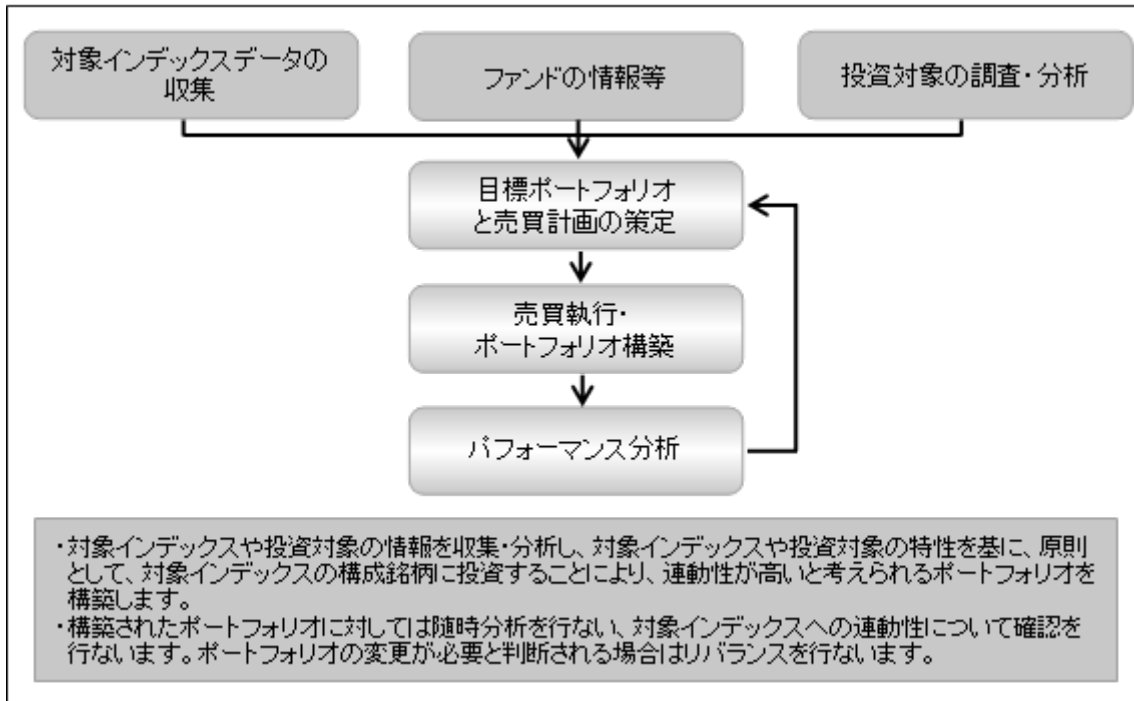 対象インデックスデータの
収集
ファンドの情報等
投資対象の調査・分析
目標ポートフォリオ
と売買計画の策定
売買執行・
ポートフォリオ構築
パフォーマンス分析
・対象インデックスや投資対象の情報を収集・分析し、対象インデックスや投資対象の特性を基に、原則
として、対象インデックスの構成銘柄に投資することにより、連動性が高いと考えられるポートフォリオを
構築します。
・構築されたポートフォリオに対しては随時分析を行ない、対象インデックスへの連動性について確認を
行ないます。ポートフォリオの変更が必要と判断される場合はリバランスを行ないます。